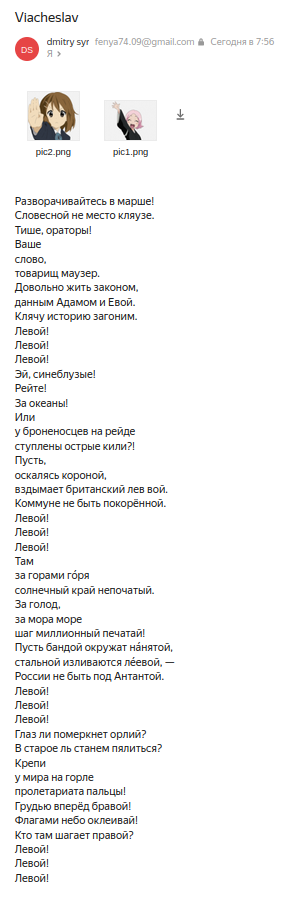 Viacheslav
DS
dmitry syr fenya74.09@gmail.com Сегодня в 7:56
Я >
pic2.png pic1.png
Разворачивайтесь в марше!
Словесной не место кляузе.
Тише, ораторы!
Ваше
слово,
товарищ маузер.
Довольно жить законом,
данным Адамом и Евой.
Клячу историю загоним.
Левой!
Левой!
Левой!
Эй, синеблузые!
Рейте!
За океаны!
Или
у броненосцев на рейде
ступлены острые кили?!
Пусть,
оскалясь короной,
вздымает британский лев вой.
Коммуне не быть покорённой.
Левой!
Левой!
Левой!
Там
за горами го́ря
солнечный край непочатый.
За голод,
за мора море
шаг миллионный печатай!
Пусть бандой окружат на́нятой,
стальной изливаются ле́евой, —
России не быть под Антантой.
Левой!
Левой!
Левой!
Глаз ли померкнет орлий?
В старое ль станем пялиться?
Крепи
у мира на горле
пролетариата пальцы!
Грудью вперёд бравой!
Флагами небо оклеивай!
Кто там шагает правой?
Левой!
Левой!
Левой!